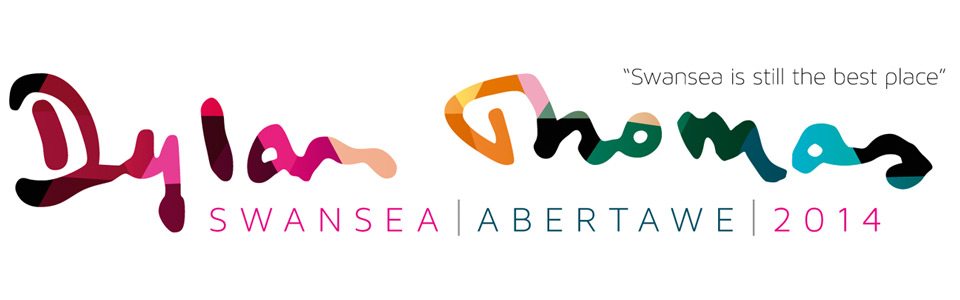 "Swansea is still the best place"
Dylan Thomas
SWANSEA | ABERTAWE | 2014